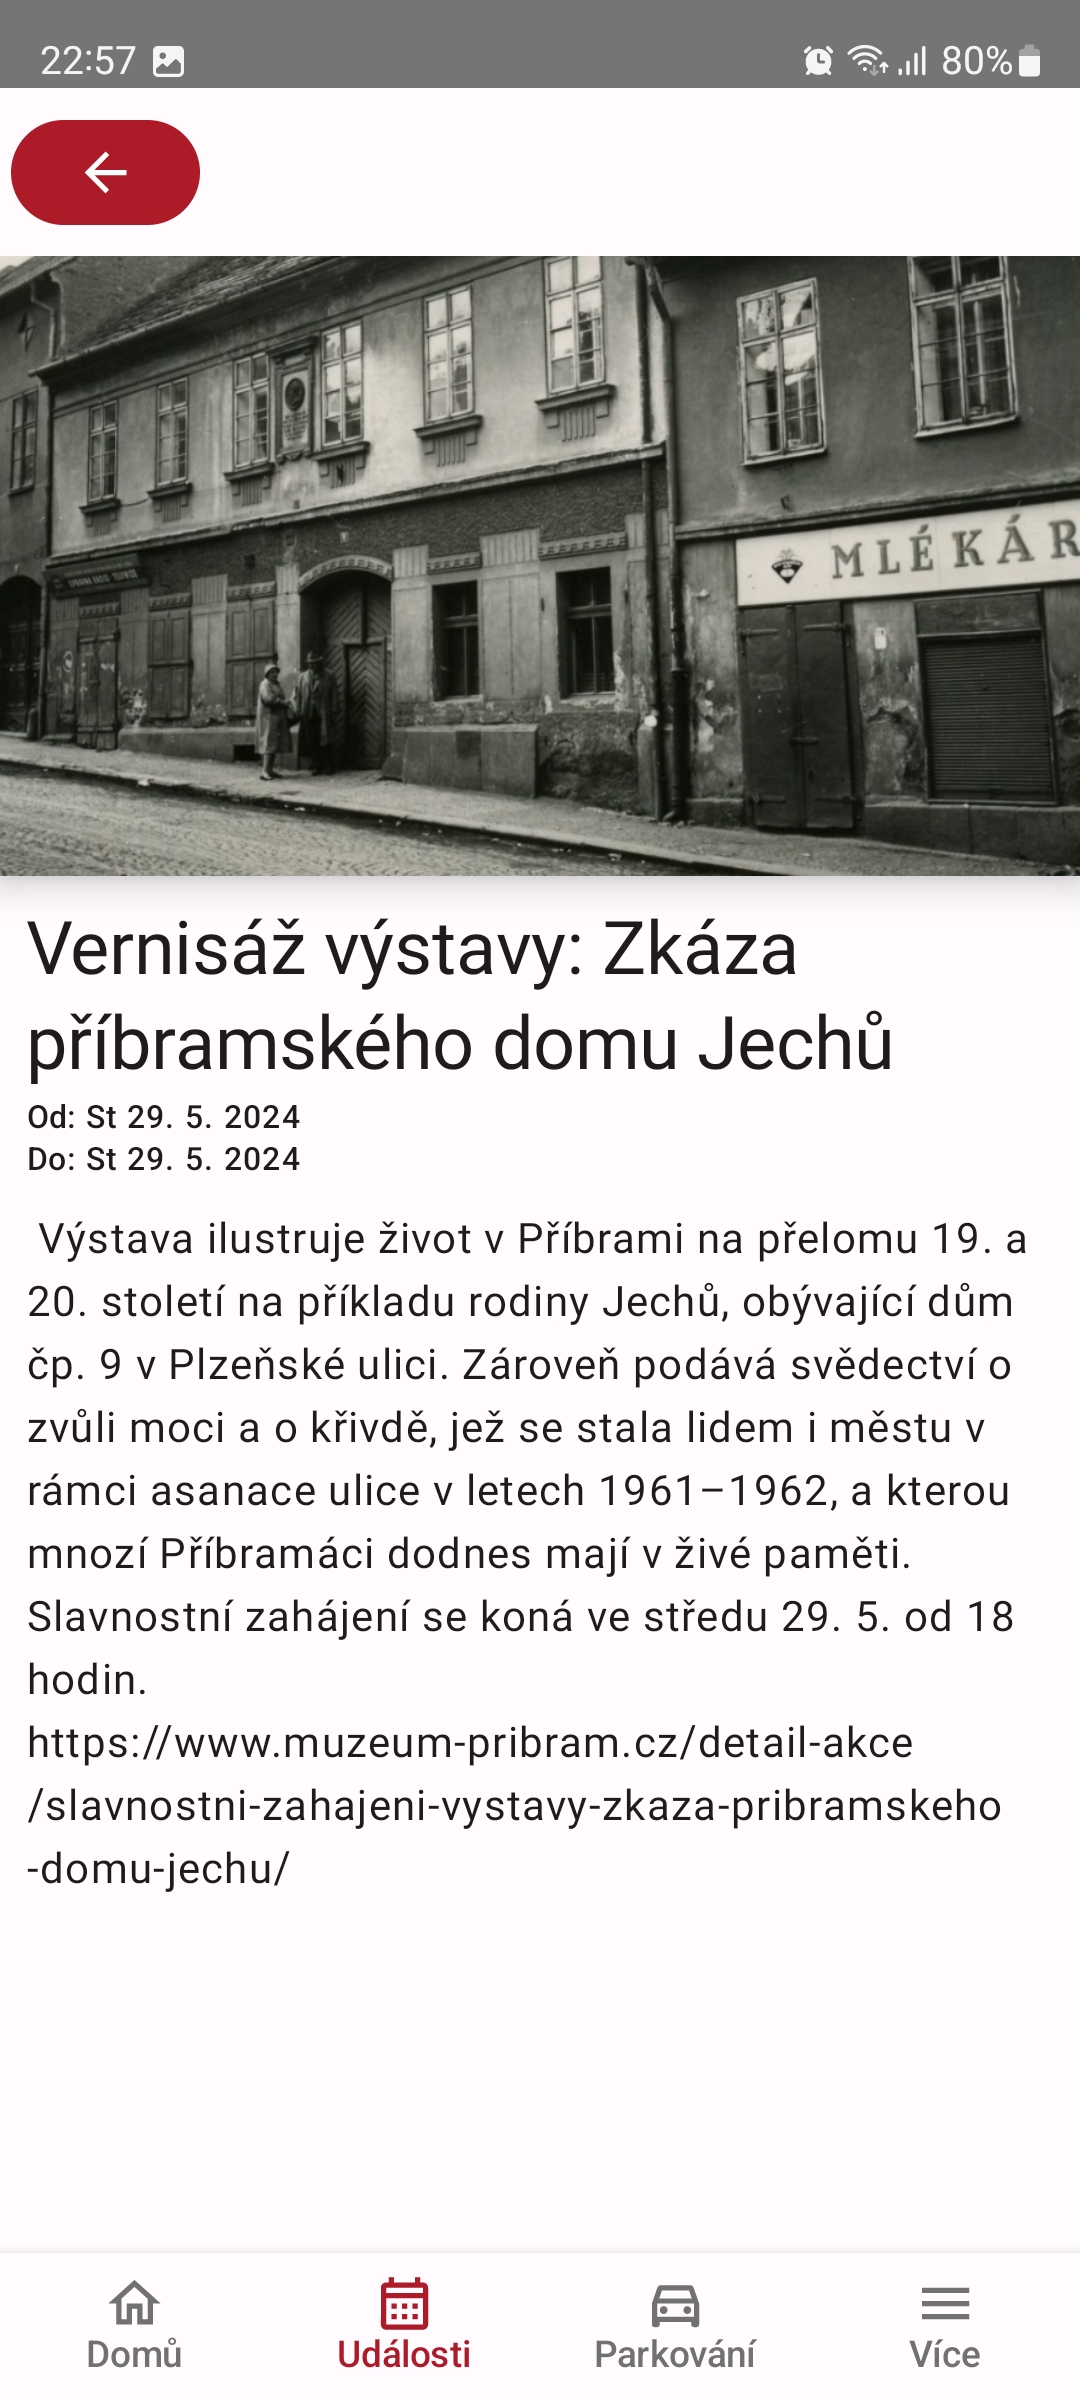 22:57
80%
MLÉKÁR
Vernisáž výstavy: Zkáza
příbramského domu Jechů
Od: St 29. 5. 2024
Do: St 29. 5. 2024
Výstava ilustruje život v Příbrami na přelomu 19. a
20. století na příkladu rodiny Jechů, obývající dům
čp. 9 v Plzeňské ulici. Zároveň podává svědectví o
zvůli moci a o křivdě, jež se stala lidem i městu v
rámci asanace ulice v letech 1961–1962, a kterou
mnozí Příbramáci dodnes mají v živé paměti.
Slavnostní zahájení se koná ve středu 29. 5. od 18
hodin.
https://www.muzeum-pribram.cz/detail-akce
/slavnostni-zahajeni-vystavy-zkaza-pribramskeho
-domu-jechu/
Domů
Události
Parkování
Více